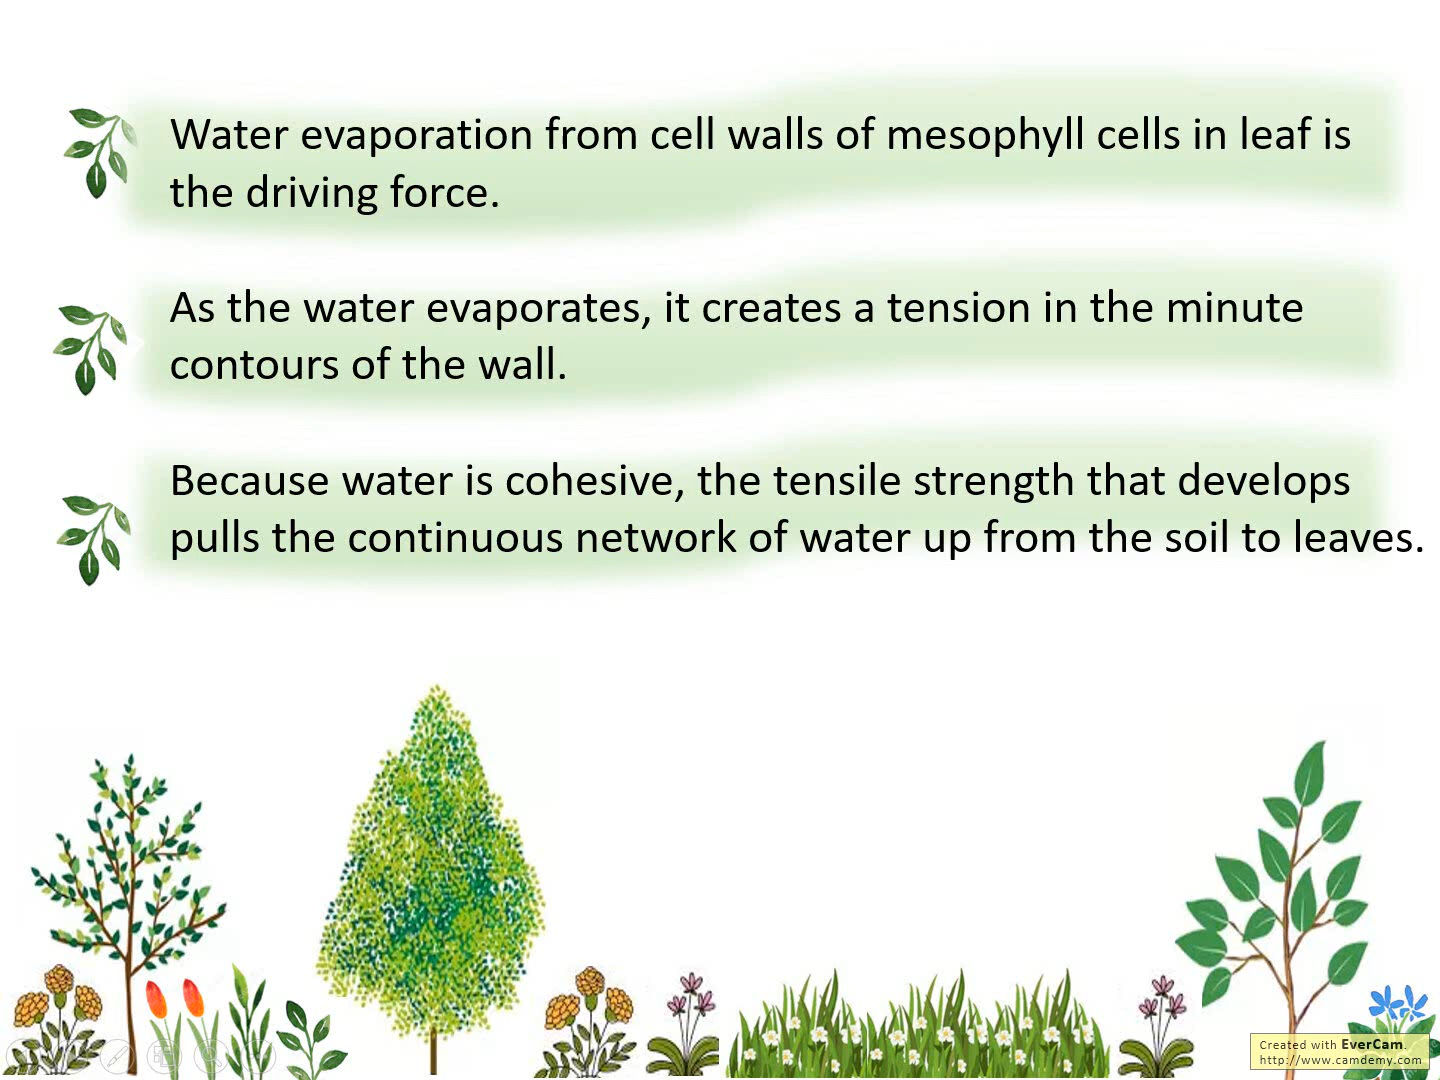 Water evaporation from cell walls of mesophyll cells in leaf is
the driving force.
As the water evaporates, it creates a tension in the minute
contours of the wall.
Because water is cohesive, the tensile strength that develops
pulls the continuous network of water up from the soil to leaves.
Created with EverCam.
http://www.camdemy.com